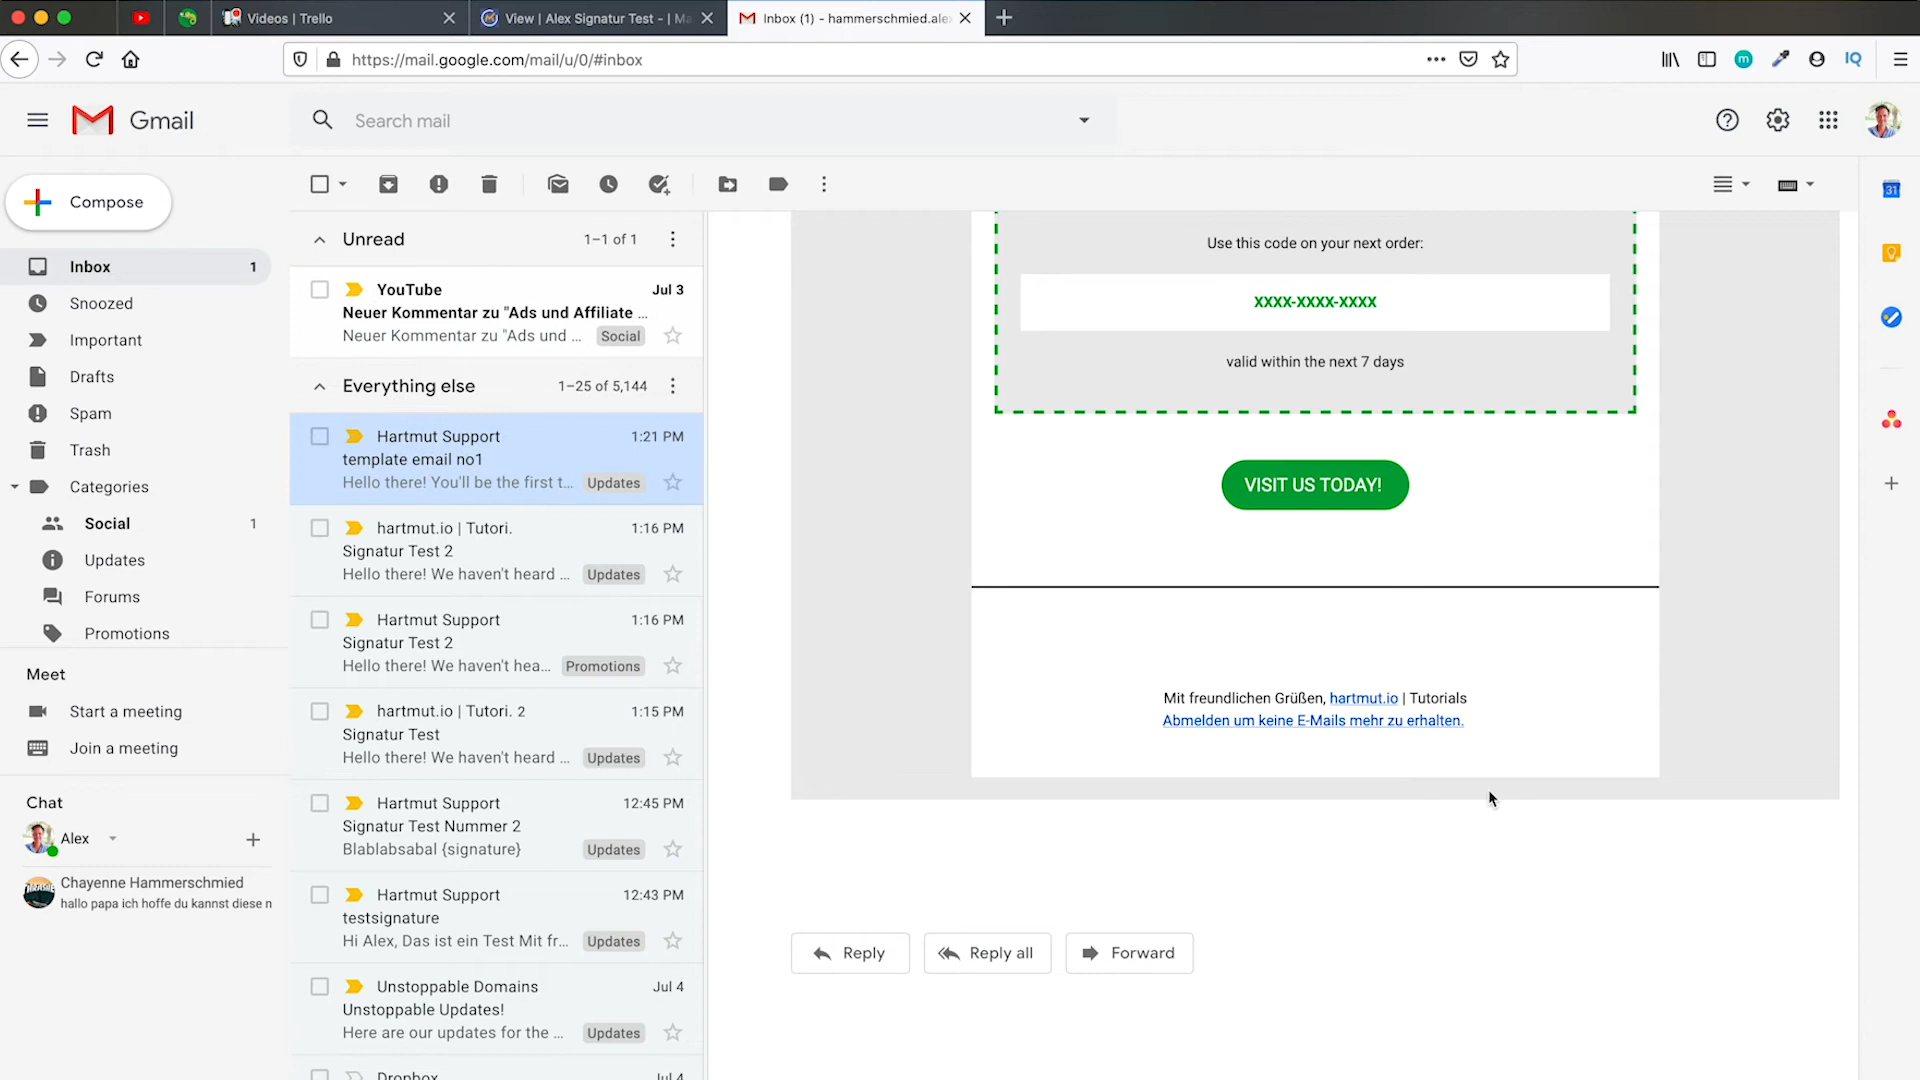 Videos | Trello
View | Alex Signatur Test - | Ma
Inbox (1) - hammerschmied.ale
https://mail.google.com/mail/u/0/#inbox
IQ
Gmail
Search mail
Compose
Inbox 1
Snoozed
Important
Drafts
Spam
Trash
Categories
Social 1
Updates
Forums
Promotions
Meet
Start a meeting
Join a meeting
Chat
Alex
Chayenne Hammerschmied
hallo papa ich hoffe du kannst diese n
Unread 1–1 of 1
YouTube Jul 3
Neuer Kommentar zu "Ads und Affiliate ...
Neuer Kommentar zu "Ads und ... Social
Everything else 1–25 of 5,144
Hartmut Support 1:21 PM
template email no1
Hello there! You'll be the first t... Updates
hartmut.io | Tutori. 1:16 PM
Signatur Test 2
Hello there! We haven't heard ... Updates
Hartmut Support 1:16 PM
Signatur Test 2
Hello there! We haven't hea... Promotions
hartmut.io | Tutori. 2 1:15 PM
Signatur Test
Hello there! We haven't heard ... Updates
Hartmut Support 12:45 PM
Signatur Test Nummer 2
Blablabsabal {signature} Updates
Hartmut Support 12:43 PM
testsignature
Hi Alex, Das ist ein Test Mit fr... Updates
Unstoppable Domains Jul 4
Unstoppable Updates!
Here are our updates for the ... Updates
Dropbox Jul 4
Use this code on your next order:
XXXX-XXXX-XXXX
valid within the next 7 days
VISIT US TODAY!
Mit freundlichen Grüßen, hartmut.io | Tutorials
Abmelden um keine E-Mails mehr zu erhalten.
Reply
Reply all
Forward
31
m